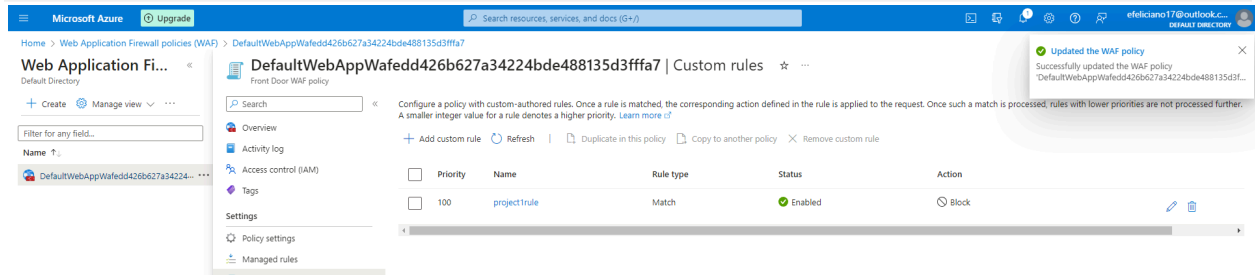 Microsoft Azure
Upgrade
Search resources, services, and docs (G+/)
1
efeliciano17@outlook.c...
DEFAULT DIRECTORY
Home > Web Application Firewall policies (WAF) > DefaultWebAppWafedd426b627a34224bde488135d3fffa7
Web Application Fi... «
Default Directory
+ Create Manage view ...
Filter for any field...
Name ↑↓
DefaultWebAppWafedd426b627a34224... ...
DefaultWebAppWafedd426b627a34224bde488135d3fffa7 | Custom rules ☆ ...
Front Door WAF policy
Search «
Overview
Activity log
Access control (IAM)
Tags
Settings
Policy settings
Managed rules
Updated the WAF policy
Successfully updated the WAF policy
'DefaultWebAppWafedd426b627a34224bde488135d3f...
Configure a policy with custom-authored rules. Once a rule is matched, the corresponding action defined in the rule is applied to the request. Once such a match is processed, rules with lower priorities are not processed further.
A smaller integer value for a rule denotes a higher priority. Learn more
+ Add custom rule Refresh | Duplicate in this policy Copy to another policy Remove custom rule
Priority Name Rule type Status Action
100 project1rule Match Enabled Block